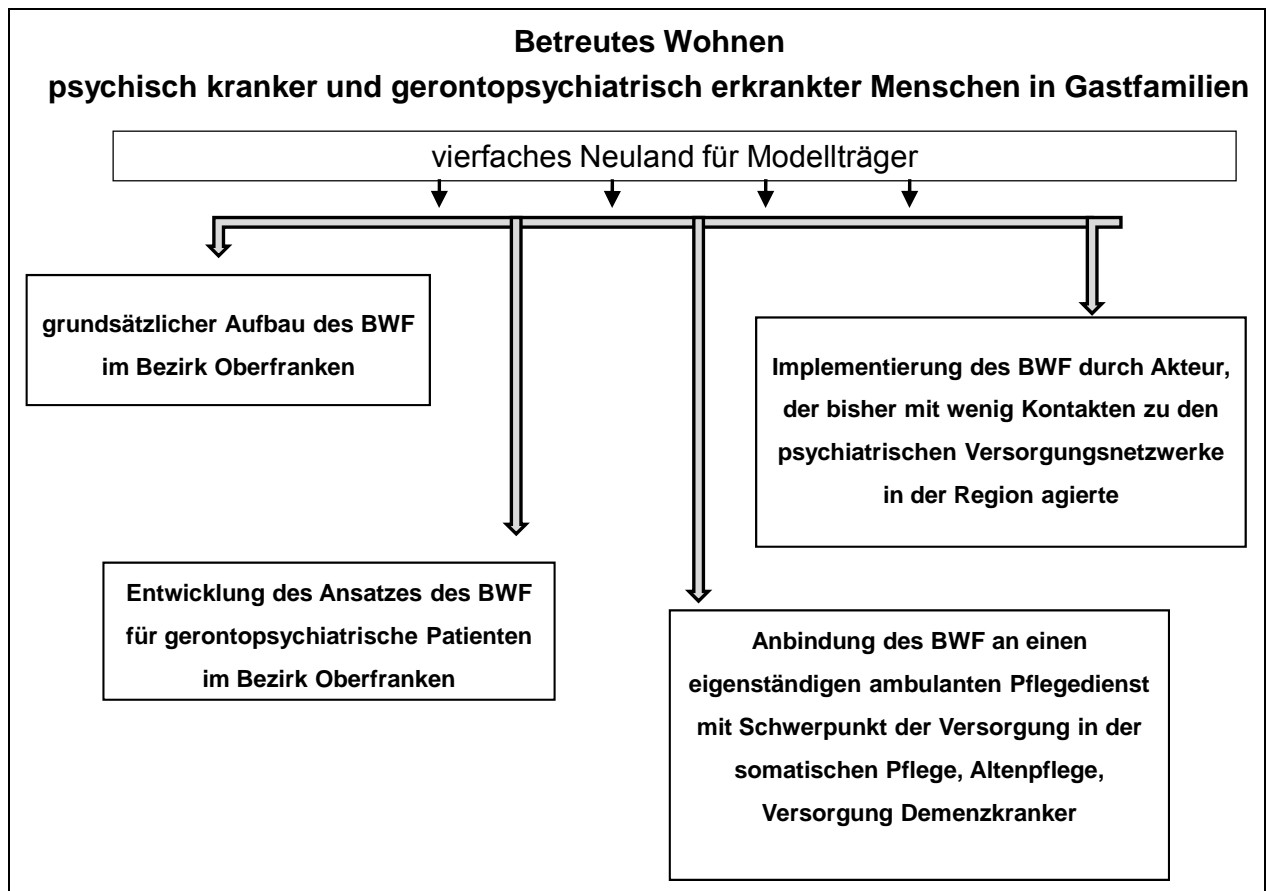 Betreutes Wohnen
psychisch kranker und gerontopsychiatrisch erkrankter Menschen in Gastfamilien
vierfaches Neuland für Modellträger
grundsätzlicher Aufbau des BWF
im Bezirk Oberfranken
Implementierung des BWF durch Akteur,
der bisher mit wenig Kontakten zu den
psychiatrischen Versorgungsnetzwerke
in der Region agierte
Entwicklung des Ansatzes des BWF
für gerontopsychiatrische Patienten
im Bezirk Oberfranken
Anbindung des BWF an einen
eigenständigen ambulanten Pflegedienst
mit Schwerpunkt der Versorgung in der
somatischen Pflege, Altenpflege,
Versorgung Demenzkranker